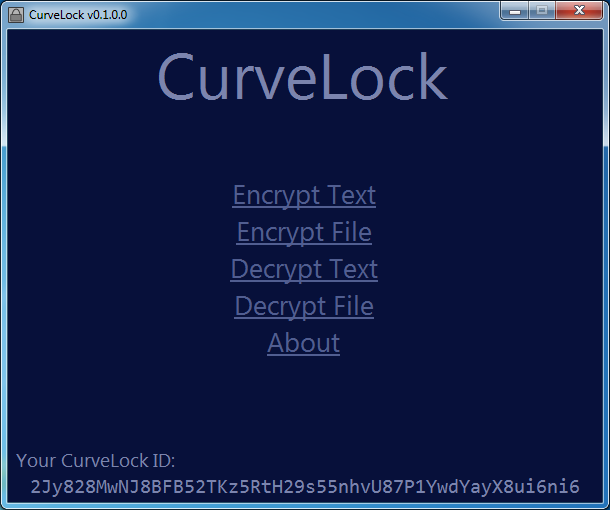 CurveLock v0.1.0.0
CurveLock
Encrypt Text
Encrypt File
Decrypt Text
Decrypt File
About
Your CurveLock ID:
2Jy828MwNJ8BFB52TKz5RtH29s55nhvU87P1YwdYayX8ui6ni6